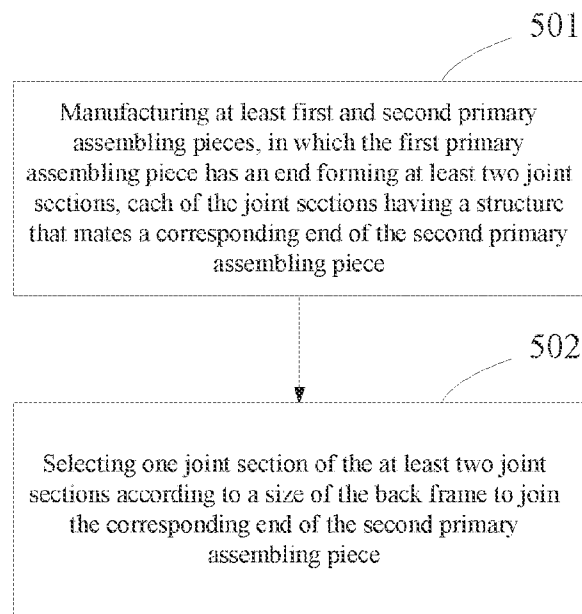 501
Manufacturing at least first and second primary
assembling pieces, in which the first primary
assembling piece has an end forming at least two joint
sections, each of the joint sections having a structure
that mates a corresponding end of the second primary
assembling piece
502
Selecting one joint section of the at least two joint
sections according to a size of the back frame to join
the corresponding end of the second primary
assembling piece